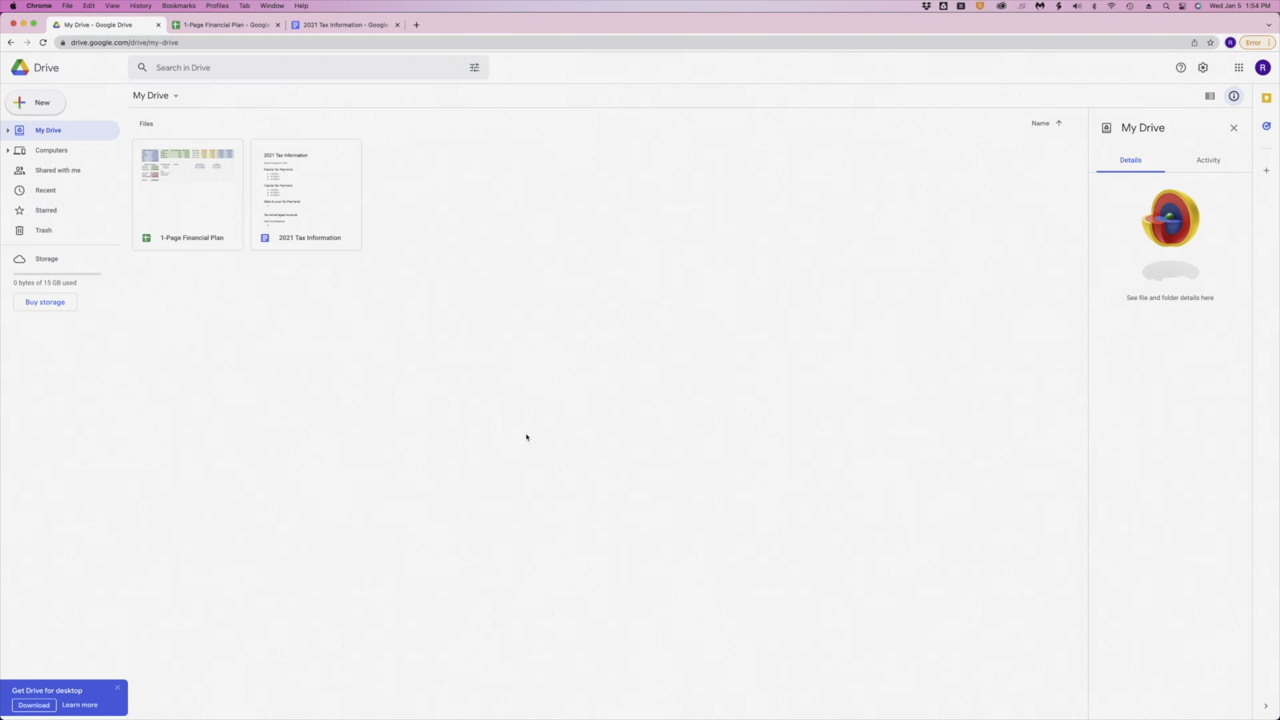 Chrome File Edit View History Bookmarks Profiles Tab Window Help Wed Jan 5 1:54 PM
My Drive - Google Drive 1-Page Financial Plan - Google 2021 Tax Information - Google
drive.google.com/drive/my-drive R Error
Drive Search in Drive R
New My Drive
Files Name
My Drive
Computers
Shared with me
Recent
Starred
Trash
Storage
0 bytes of 15 GB used
Buy storage
2021 Tax Information
1-Page Financial Plan 2021 Tax Information
My Drive
Details Activity
See file and folder details here
Get Drive for desktop
Download Learn more